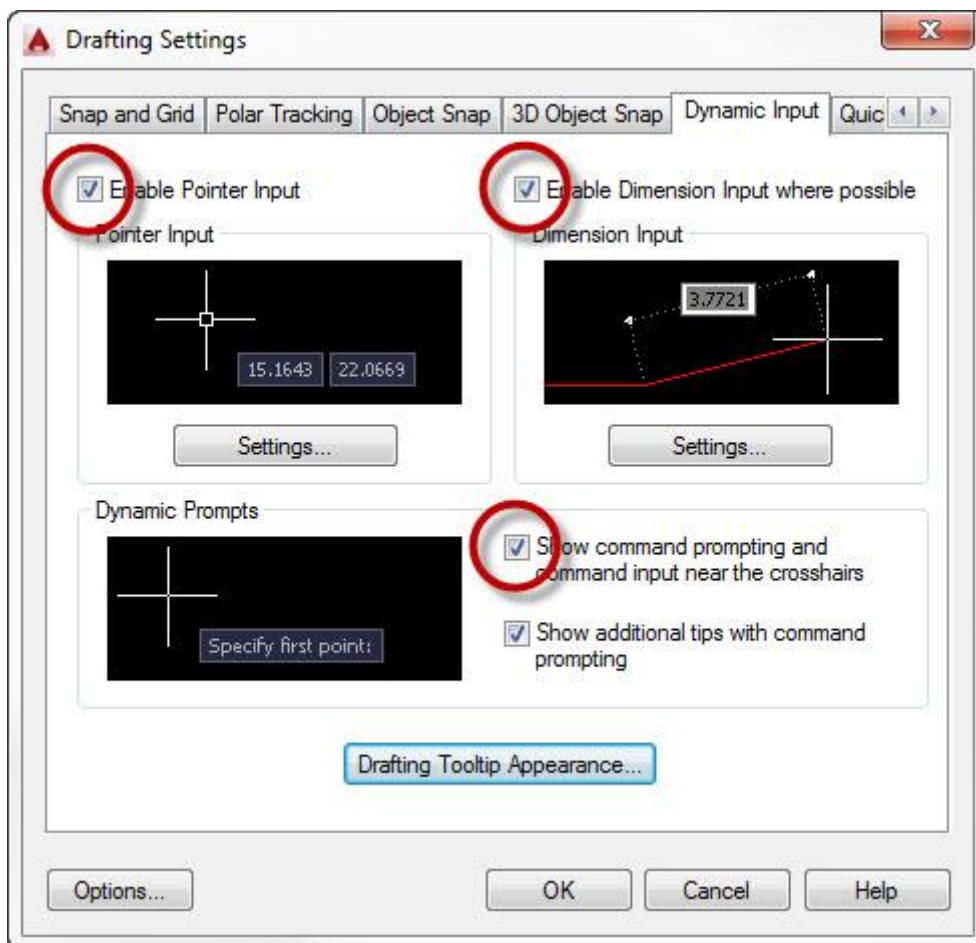 Drafting Settings
Snap and Grid
Polar Tracking
Object Snap
3D Object Snap
Dynamic Input
Quic
Enable Pointer Input
Enable Dimension Input where possible
Pointer Input
15.1643 22.0669
Settings...
Dimension Input
3.7721
Settings...
Dynamic Prompts
Specify first point:
Show command prompting and
command input near the crosshairs
Show additional tips with command
prompting
Drafting Tooltip Appearance...
Options...
OK
Cancel
Help